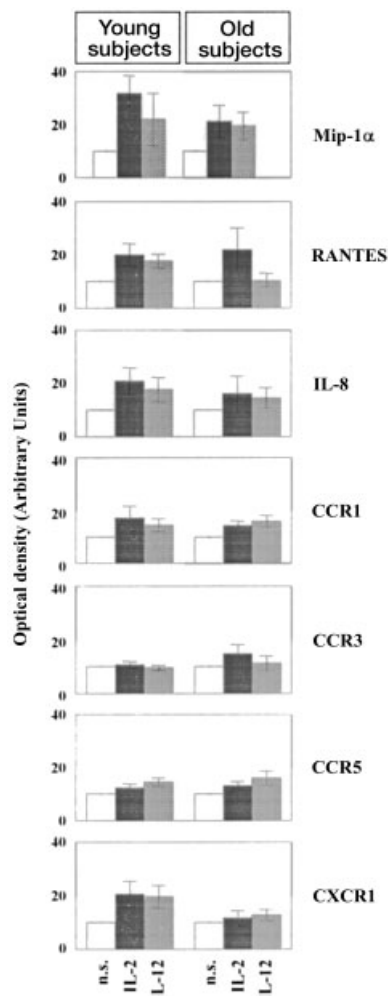 Young subjects
Old subjects
40
20
0
Mip-1α
40
20
0
RANTES
40
20
0
IL-8
40
20
0
CCR1
40
20
0
CCR3
40
20
0
CCR5
40
20
0
CXCR1
Optical density (Arbitrary Units)
n.s.
IL-2
L-12
n.s.
IL-2
L-12